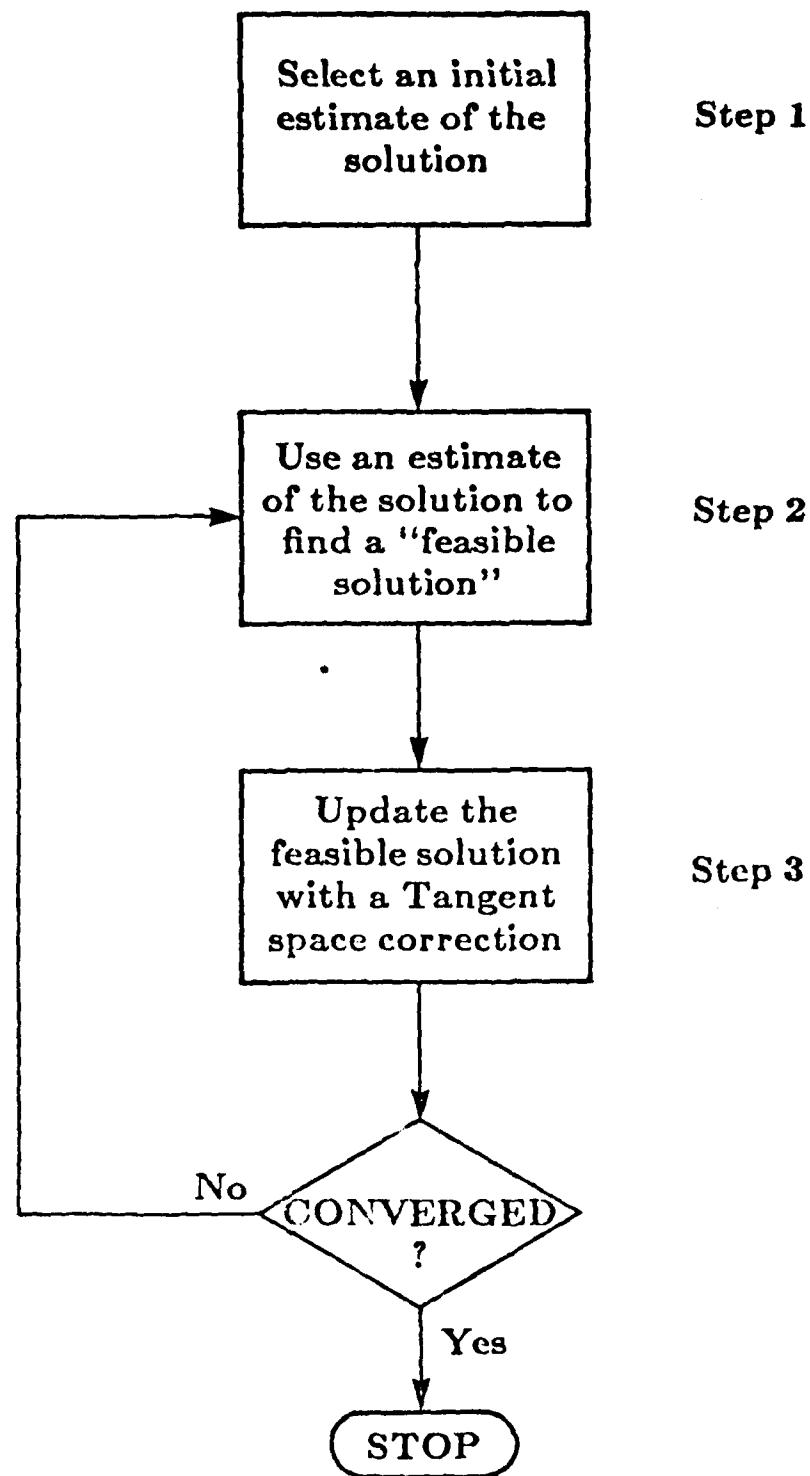 Select an initial
estimate of the
solution
Step 1
Use an estimate
of the solution to
find a “feasible
solution”
Step 2
Update the
feasible solution
with a Tangent
space correction
Step 3
No
CONVERGED
?
Yes
STOP